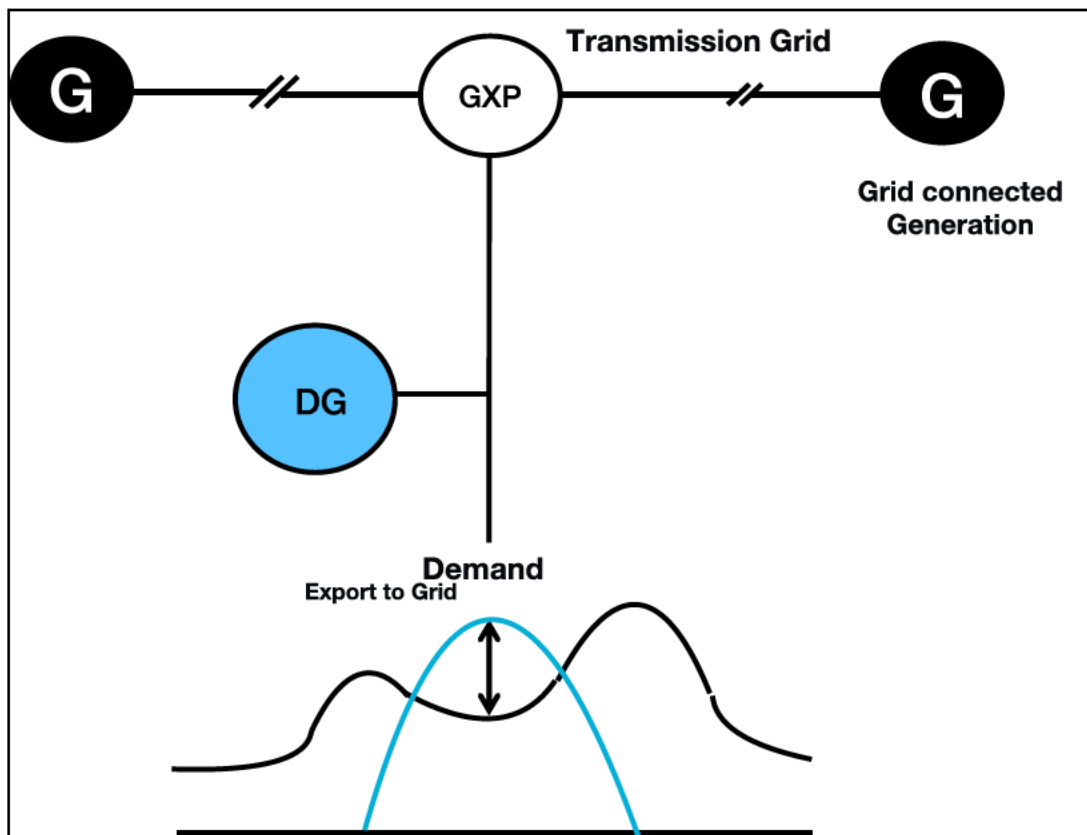 Transmission Grid
G
GXP
G
Grid connected
Generation
DG
Demand
Export to Grid